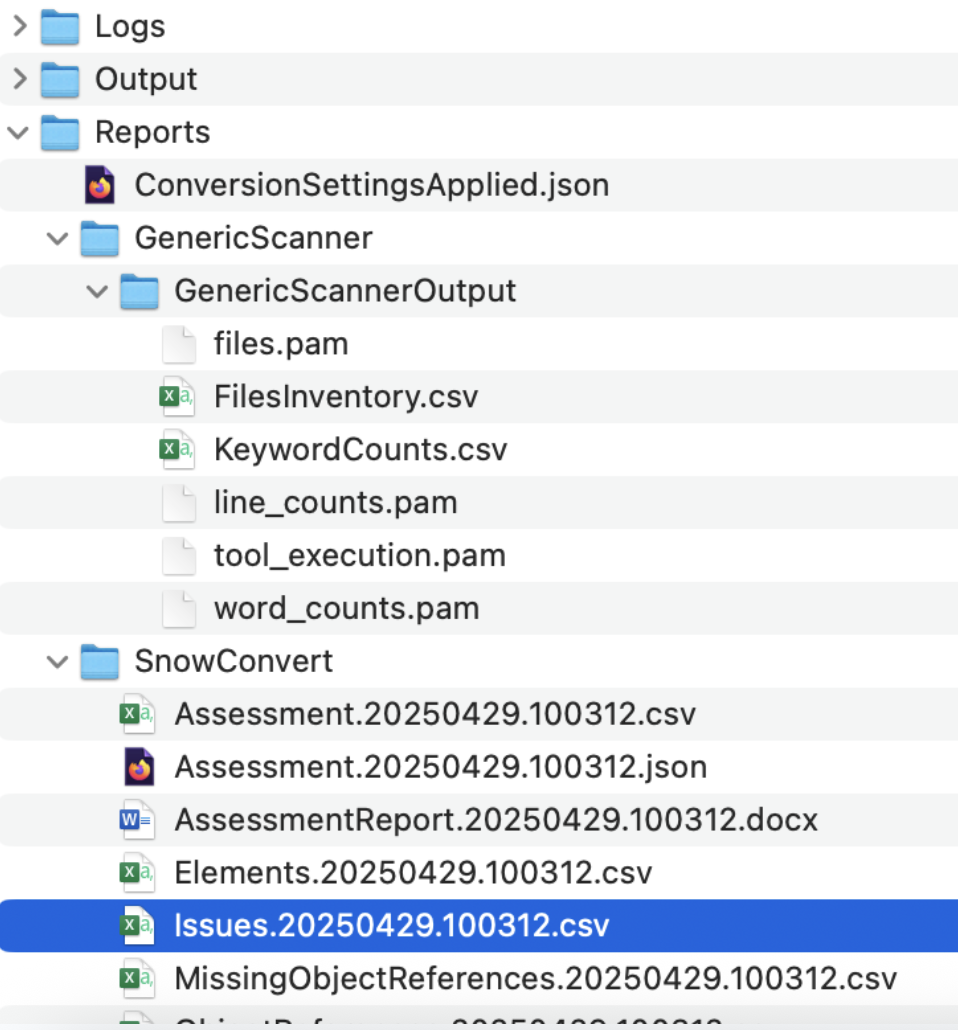 Logs
Output
Reports
ConversionSettingsApplied.json
GenericScanner
GenericScannerOutput
files.pam
FilesInventory.csv
KeywordCounts.csv
line_counts.pam
tool_execution.pam
word_counts.pam
SnowConvert
Assessment.20250429.100312.csv
Assessment.20250429.100312.json
AssessmentReport.20250429.100312.docx
Elements.20250429.100312.csv
Issues.20250429.100312.csv
MissingObjectReferences.20250429.100312.csv